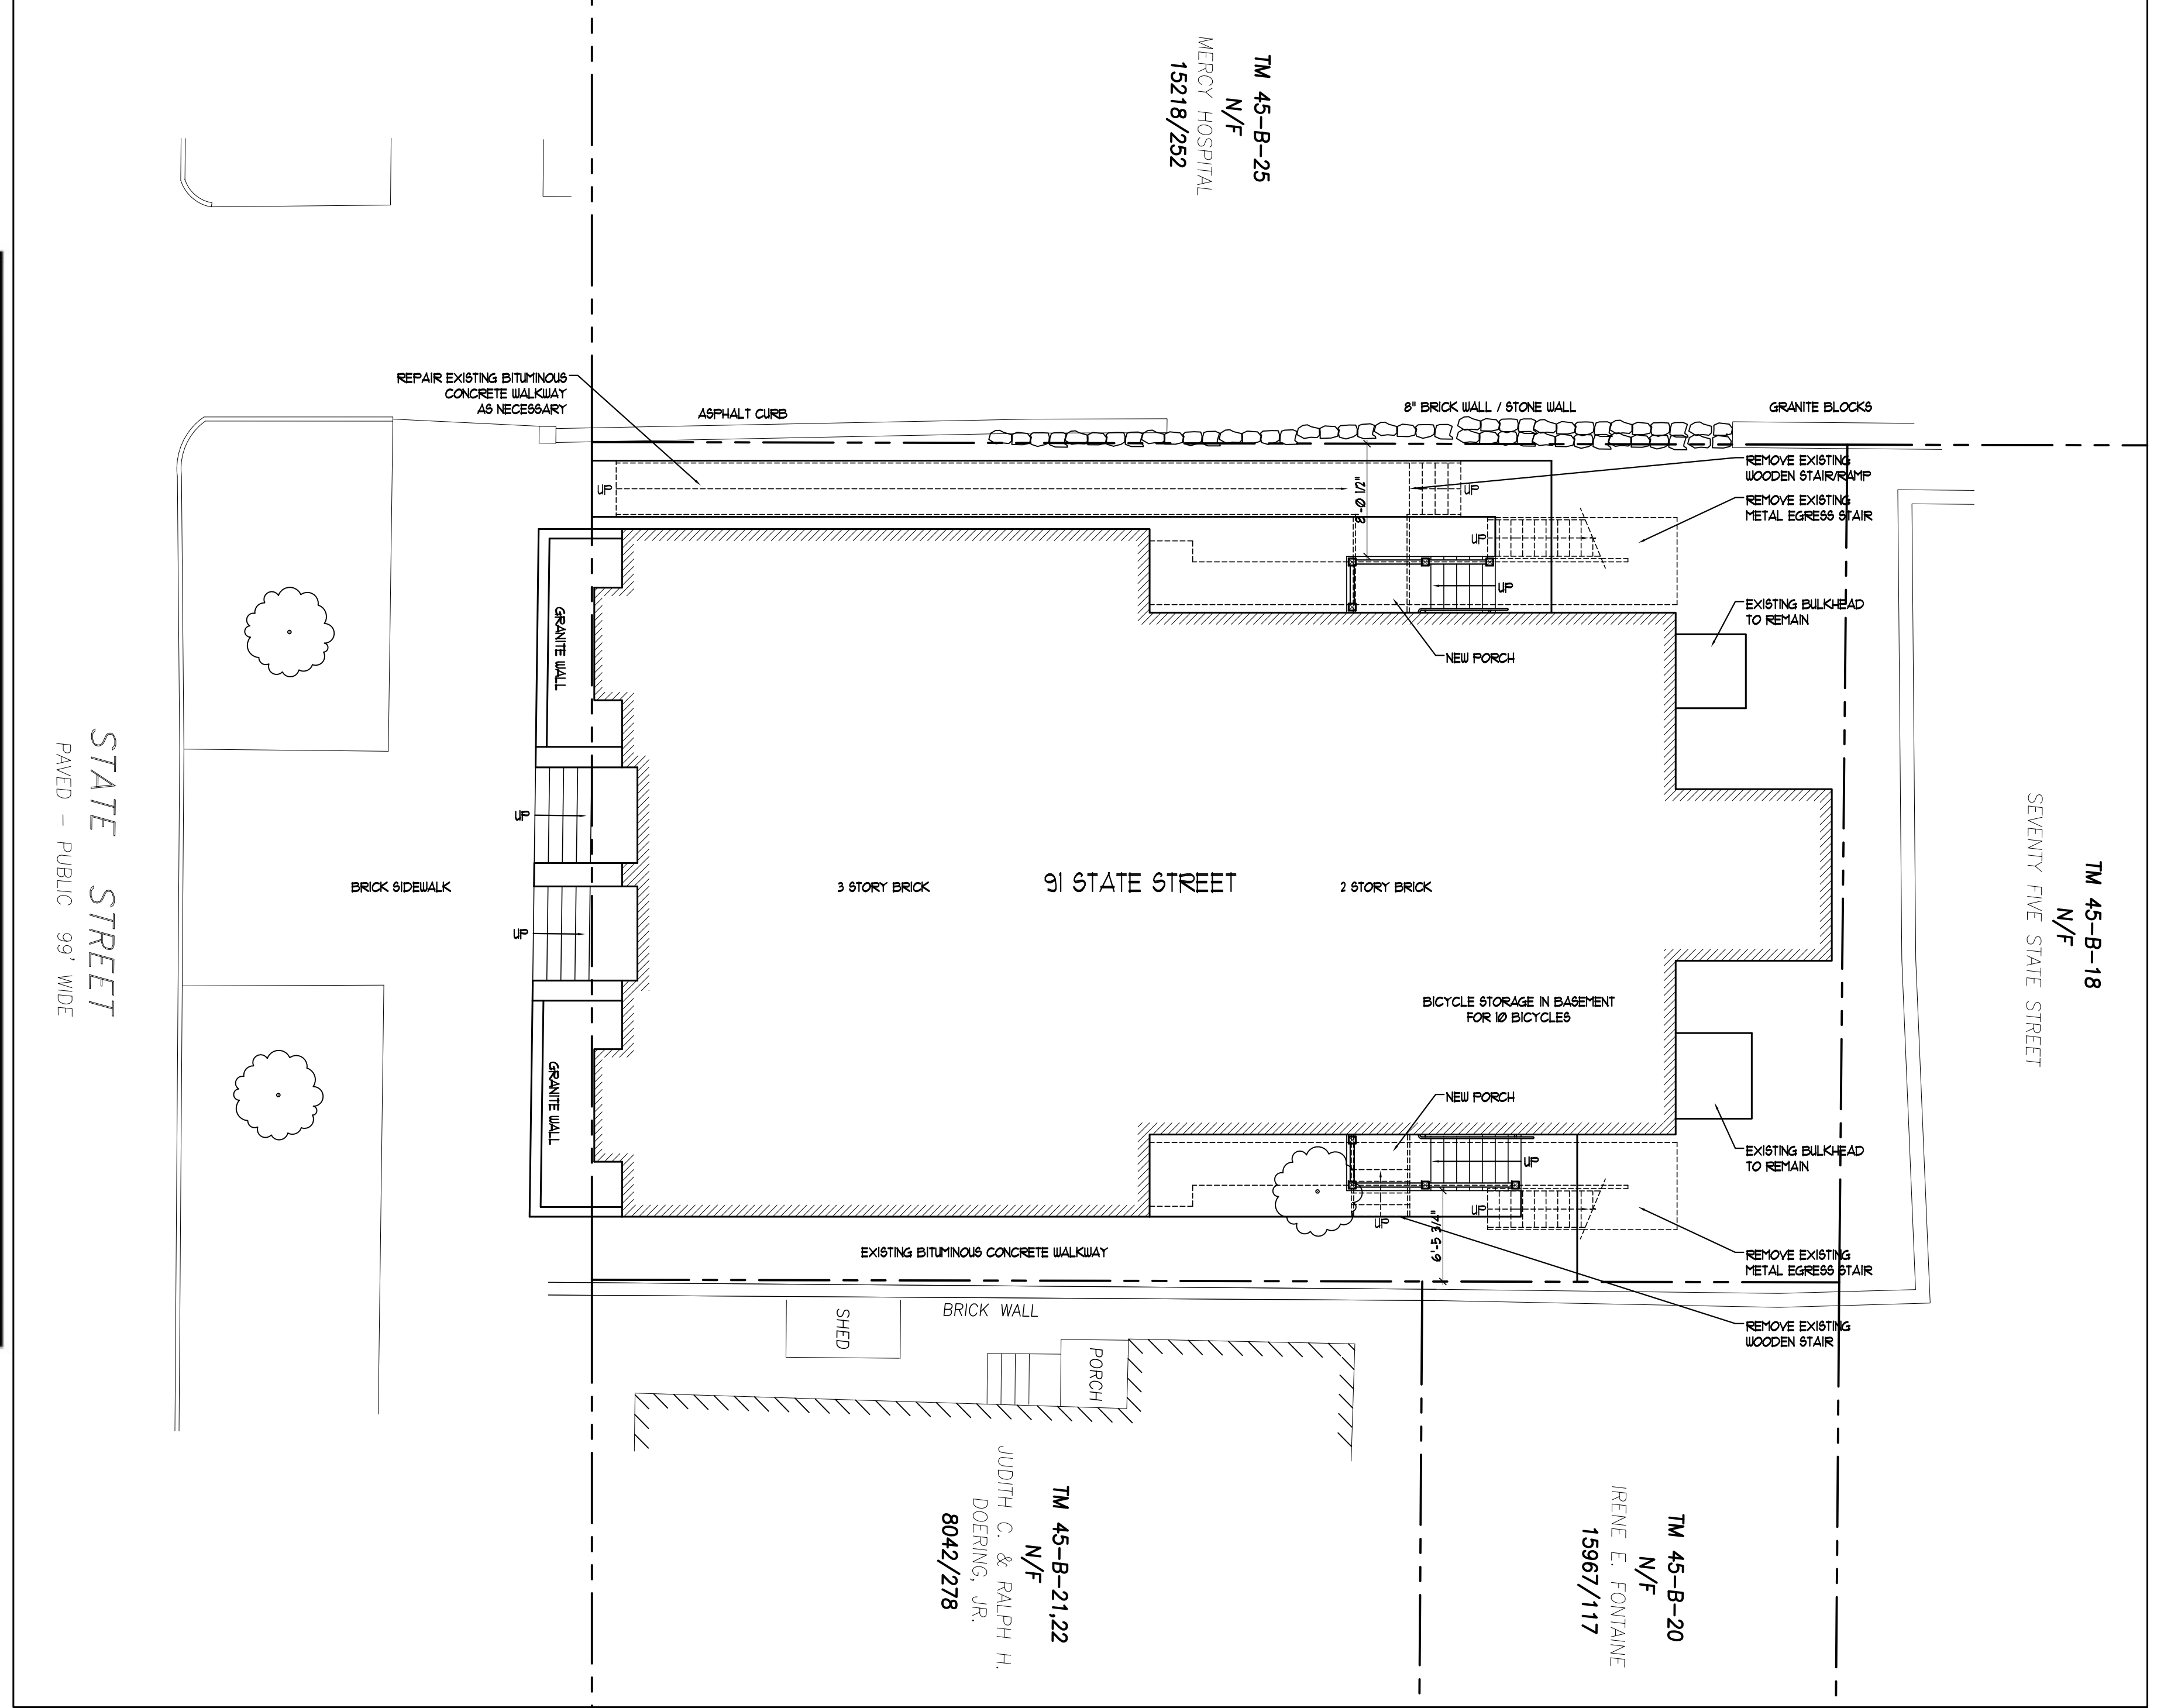 TM 45-B-25
N/F
MERCY HOSPITAL
15218/252
REPAIR EXISTING BITUMINOUS
CONCRETE WALKWAY
AS NECESSARY
ASPHALT CURB
8" BRICK WALL / STONE WALL
GRANITE BLOCKS
REMOVE EXISTING
WOODEN STAIR/RAMP
REMOVE EXISTING
METAL EGRESS STAIR
UP
UP
8'-0 1/2"
UP
UP
EXISTING BULKHEAD
TO REMAIN
NEW PORCH
GRANITE WALL
STATE STREET
PAVED - PUBLIC 99' WIDE
UP
BRICK SIDEWALK
3 STORY BRICK
91 STATE STREET
2 STORY BRICK
UP
TM 45-B-18
N/F
SEVENTY FIVE STATE STREET
BICYCLE STORAGE IN BASEMENT
FOR 10 BICYCLES
GRANITE WALL
NEW PORCH
EXISTING BULKHEAD
TO REMAIN
UP
UP
UP
6'-5 3/4"
EXISTING BITUMINOUS CONCRETE WALKWAY
REMOVE EXISTING
METAL EGRESS STAIR
BRICK WALL
SHED
PORCH
REMOVE EXISTING
WOODEN STAIR
TM 45-B-21,22
N/F
JUDITH C. & RALPH H.
DOERING, JR.
8042/278
TM 45-B-20
N/F
IRENE E. FONTAINE
15967/117